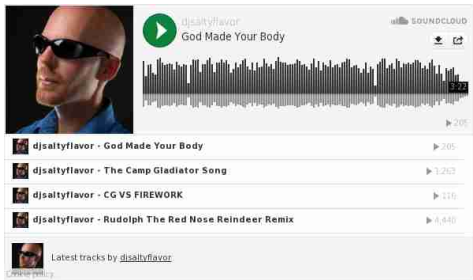 djsaltyflavor
SOUNDCLOUD
God Made Your Body
3:22
205
djsaltyflavor - God Made Your Body
205
djsaltyflavor - The Camp Gladiator Song
1,263
djsaltyflavor - CG VS FIREWORK
116
djsaltyflavor - Rudolph The Red Nose Reindeer Remix
4,440
Latest tracks by djsaltyflavor
Cookie policy